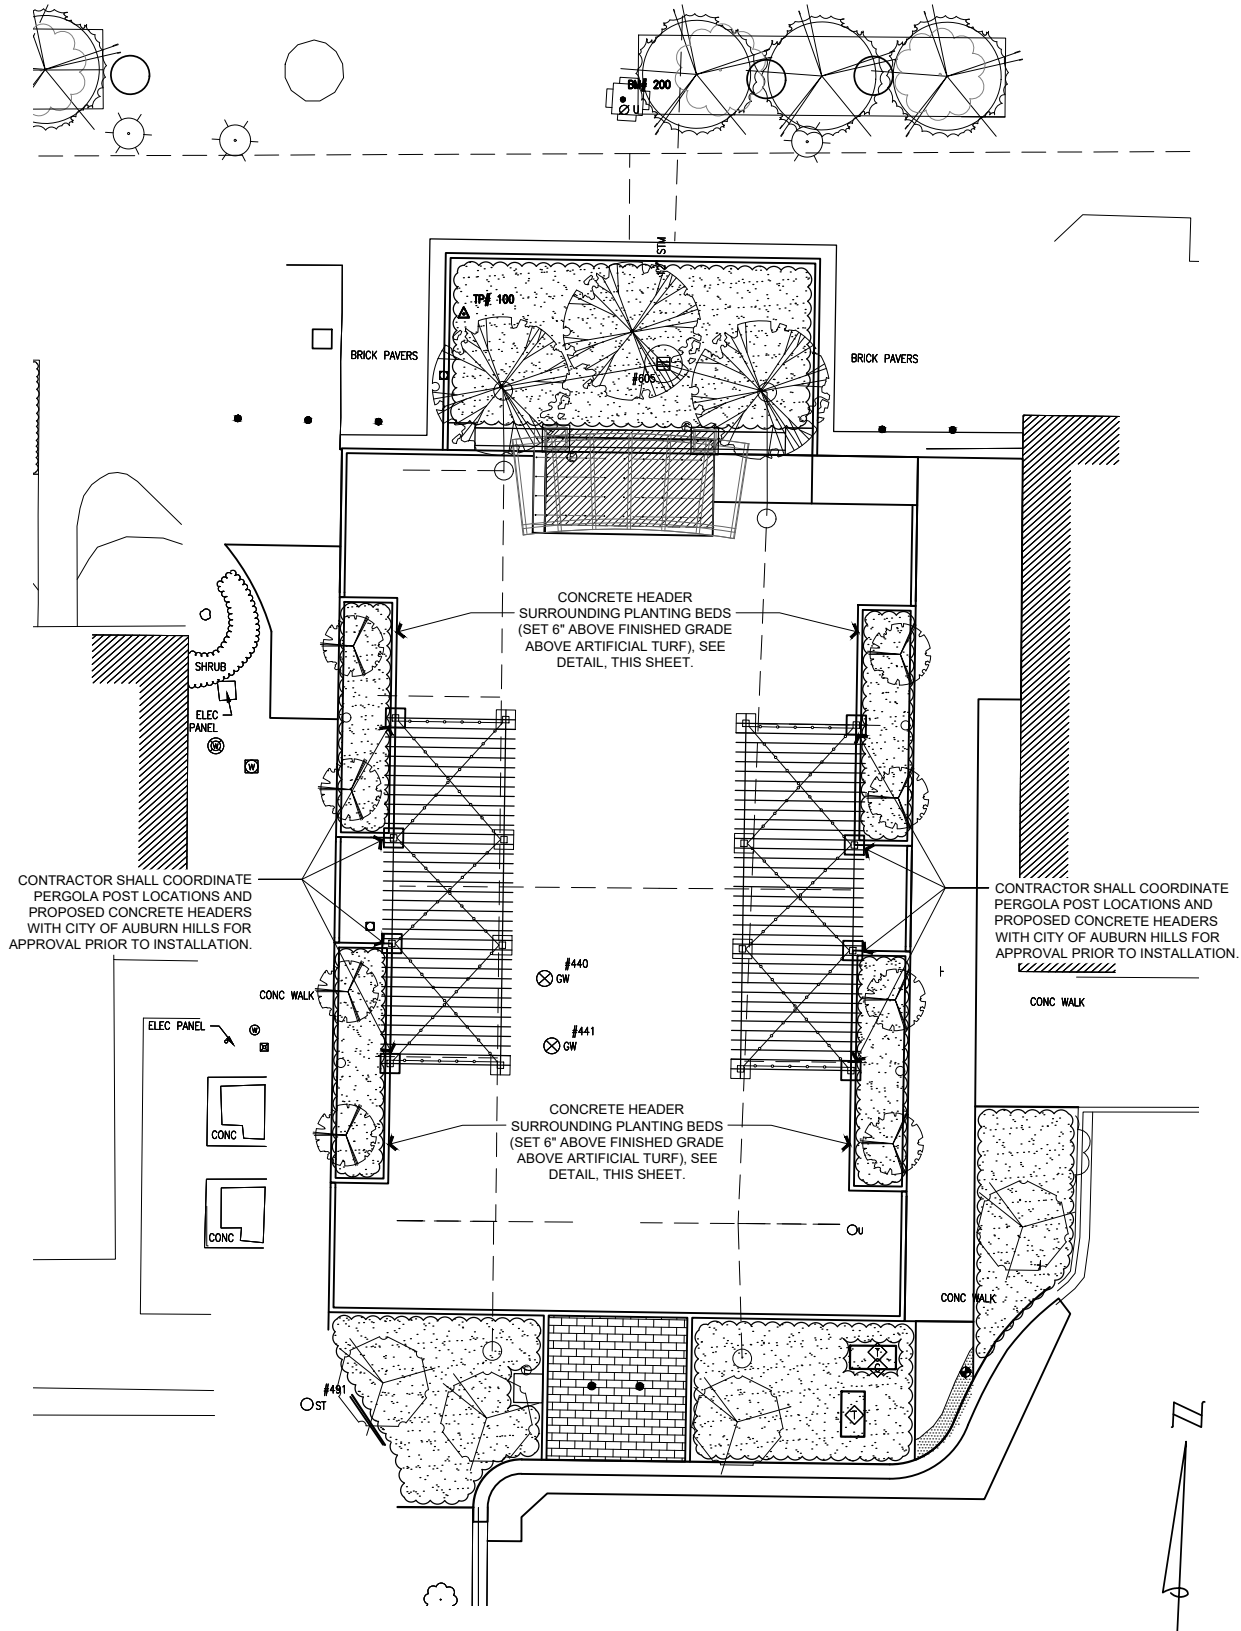 BM# 200
U
12" STM
TP# 100
BRICK PAVERS
BRICK PAVERS
#605
CONCRETE HEADER
SURROUNDING PLANTING BEDS
(SET 6" ABOVE FINISHED GRADE
ABOVE ARTIFICIAL TURF), SEE
DETAIL, THIS SHEET.
SHRUB
ELEC
PANEL
W
W
CONTRACTOR SHALL COORDINATE
PERGOLA POST LOCATIONS AND
PROPOSED CONCRETE HEADERS
WITH CITY OF AUBURN HILLS FOR
APPROVAL PRIOR TO INSTALLATION.
CONTRACTOR SHALL COORDINATE
PERGOLA POST LOCATIONS AND
PROPOSED CONCRETE HEADERS
WITH CITY OF AUBURN HILLS FOR
APPROVAL PRIOR TO INSTALLATION.
#440
GW
CONC WALK
CONC WALK
ELEC PANEL
W
#441
GW
CONCRETE HEADER
SURROUNDING PLANTING BEDS
(SET 6" ABOVE FINISHED GRADE
ABOVE ARTIFICIAL TURF), SEE
DETAIL, THIS SHEET.
CONC
CONC
U
CONC WALK
T
C
T
#491
ST
N